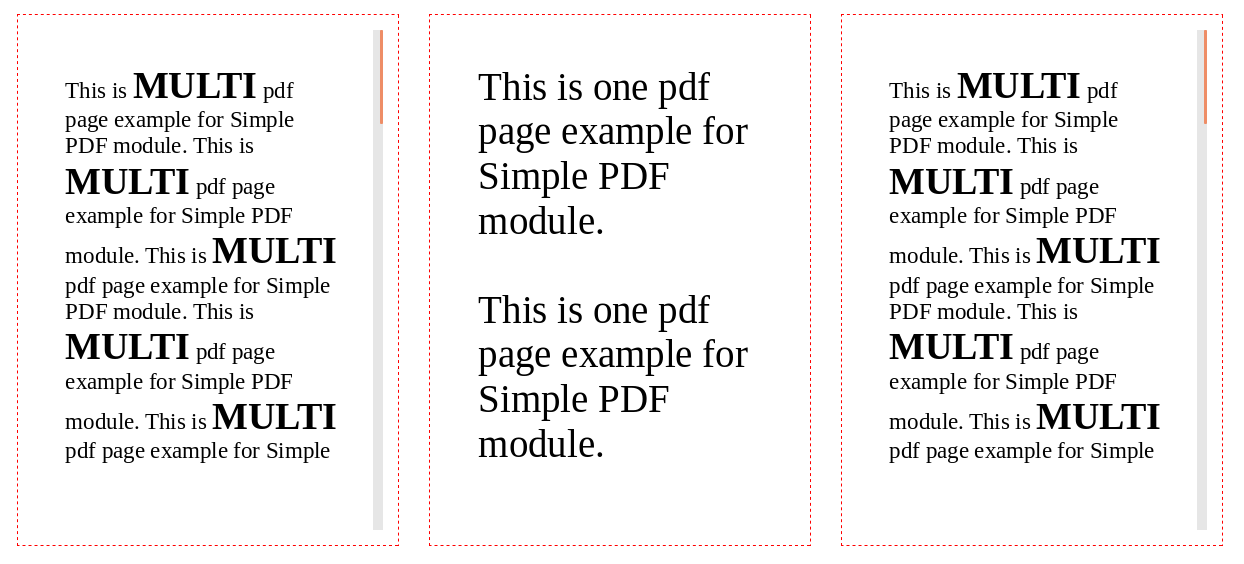 This is MULTI pdf
page example for Simple
PDF module. This is
MULTI pdf page
example for Simple PDF
module. This is MULTI
pdf page example for Simple
PDF module. This is
MULTI pdf page
example for Simple PDF
module. This is MULTI
pdf page example for Simple
This is one pdf
page example for
Simple PDF
module.
This is one pdf
page example for
Simple PDF
module.
This is MULTI pdf
page example for Simple
PDF module. This is
MULTI pdf page
example for Simple PDF
module. This is MULTI
pdf page example for Simple
PDF module. This is
MULTI pdf page
example for Simple PDF
module. This is MULTI
pdf page example for Simple